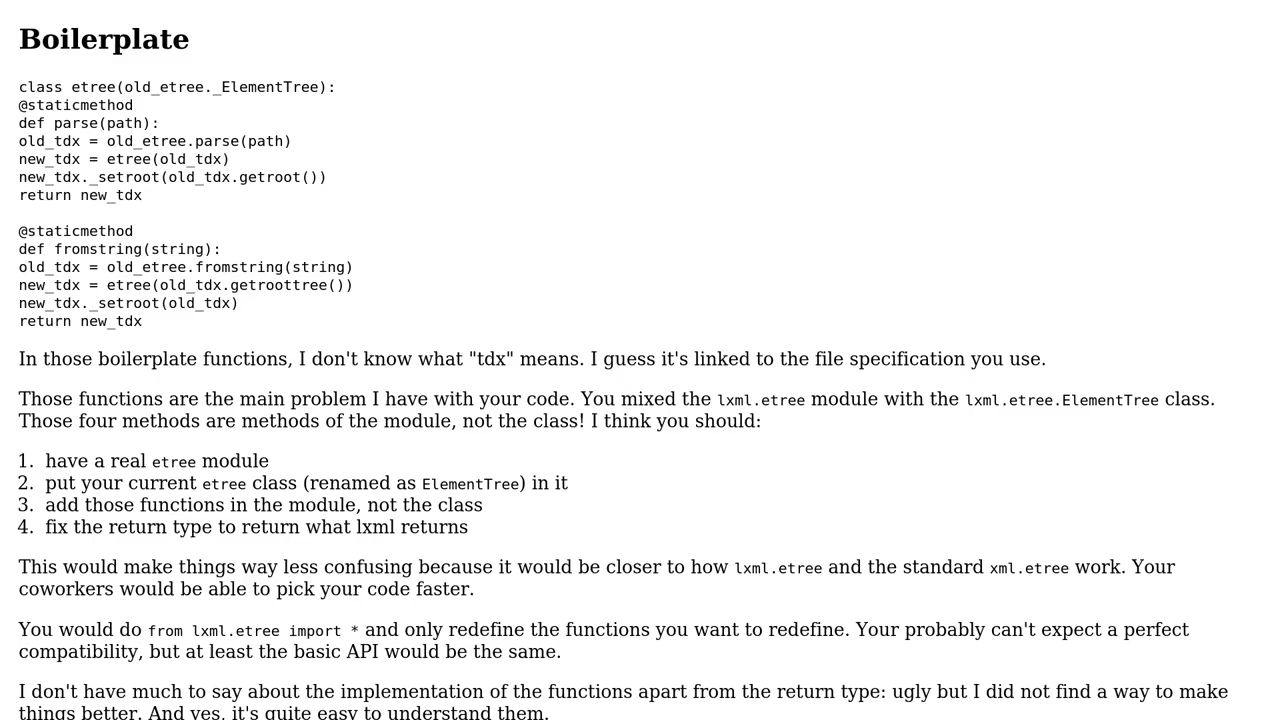 Boilerplate
class etree(old_etree._ElementTree):
@staticmethod
def parse(path):
old_tdx = old_etree.parse(path)
new_tdx = etree(old_tdx)
new_tdx._setroot(old_tdx.getroot())
return new_tdx
@staticmethod
def fromstring(string):
old_tdx = old_etree.fromstring(string)
new_tdx = etree(old_tdx.getroottree())
new_tdx._setroot(old_tdx)
return new_tdx
In those boilerplate functions, I don't know what "tdx" means. I guess it's linked to the file specification you use.
Those functions are the main problem I have with your code. You mixed the lxml.etree module with the lxml.etree.ElementTree class.
Those four methods are methods of the module, not the class! I think you should:
1. have a real etree module
2. put your current etree class (renamed as ElementTree) in it
3. add those functions in the module, not the class
4. fix the return type to return what lxml returns
This would make things way less confusing because it would be closer to how lxml.etree and the standard xml.etree work. Your
coworkers would be able to pick your code faster.
You would do from lxml.etree import * and only redefine the functions you want to redefine. Your probably can't expect a perfect
compatibility, but at least the basic API would be the same.
I don't have much to say about the implementation of the functions apart from the return type: ugly but I did not find a way to make
things better. And yes, it's quite easy to understand them.